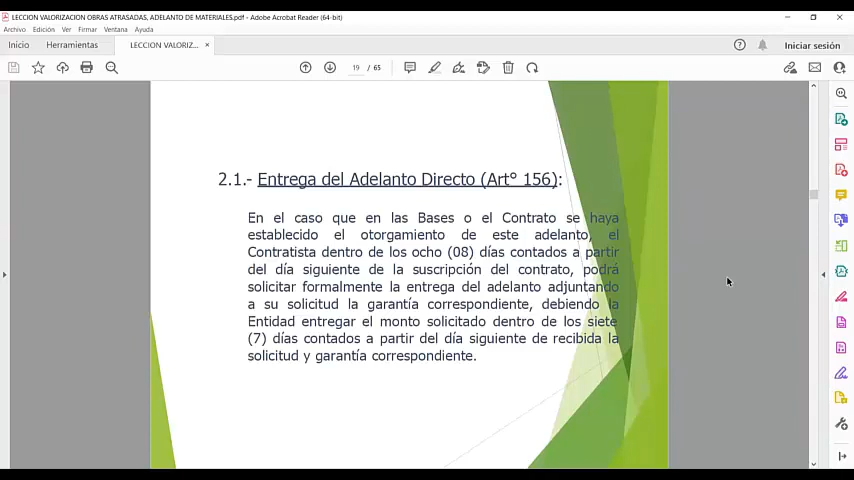 LECCION VALORIZACION OBRAS ATRASADAS, ADELANTO DE MATERIALES.pdf - Adobe Acrobat Reader (64-bit)
Archivo Edición Ver Firmar Ventana Ayuda
Inicio Herramientas LECCION VALORIZ... × Iniciar sesión
19 / 65
2.1.- Entrega del Adelanto Directo (Art° 156):
En el caso que en las Bases o el Contrato se haya
establecido el otorgamiento de este adelanto, el
Contratista dentro de los ocho (08) días contados a partir
del día siguiente de la suscripción del contrato, podrá
solicitar formalmente la entrega del adelanto adjuntando
a su solicitud la garantía correspondiente, debiendo la
Entidad entregar el monto solicitado dentro de los siete
(7) días contados a partir del día siguiente de recibida la
solicitud y garantía correspondiente.